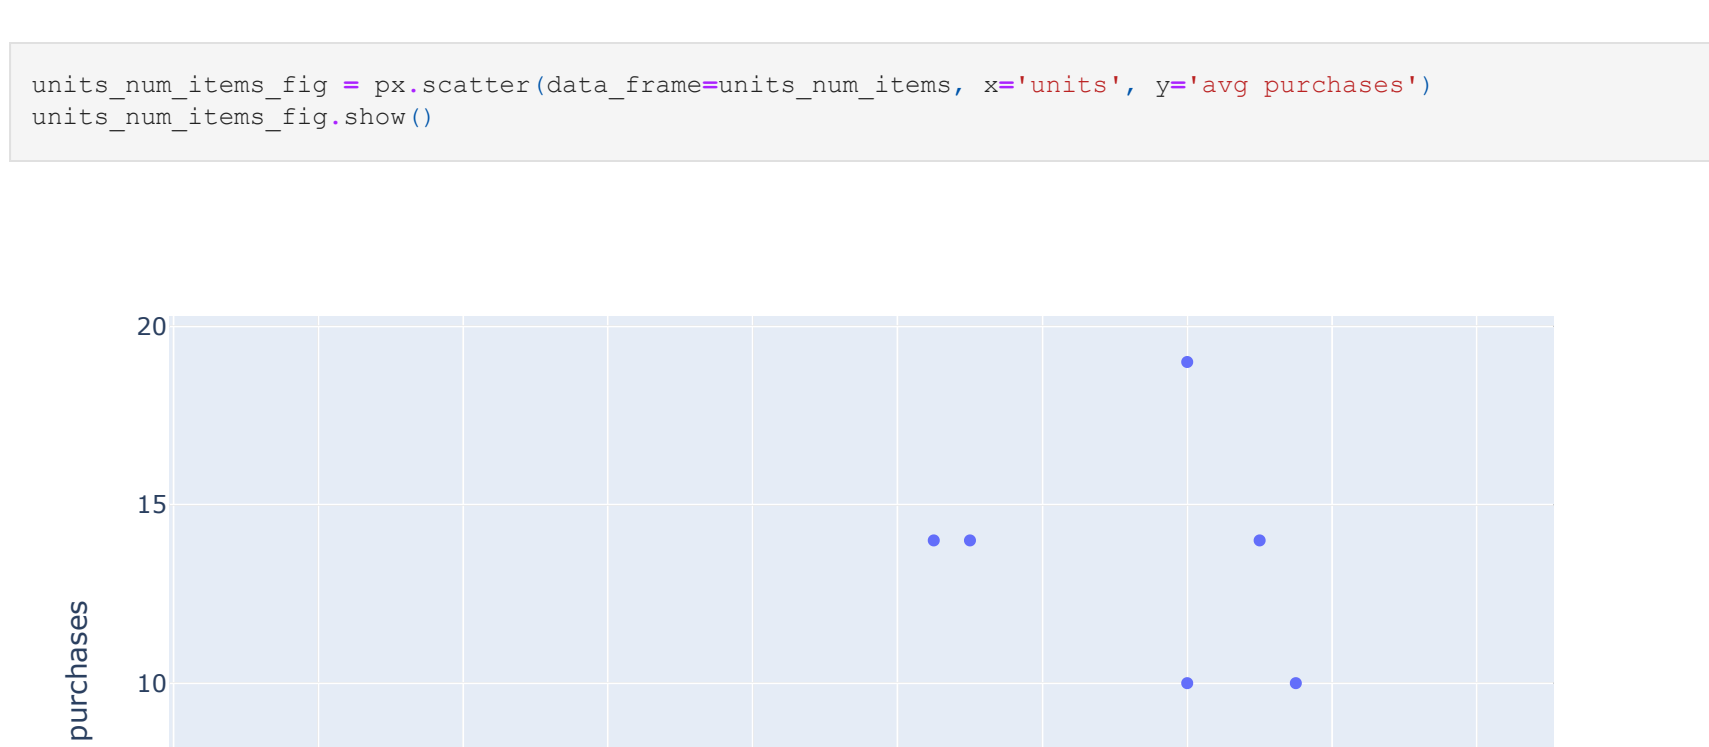 units_num_items_fig = px.scatter(data_frame=units_num_items, x='units', y='avg purchases')
units_num_items_fig.show()
20
15
10
purchases